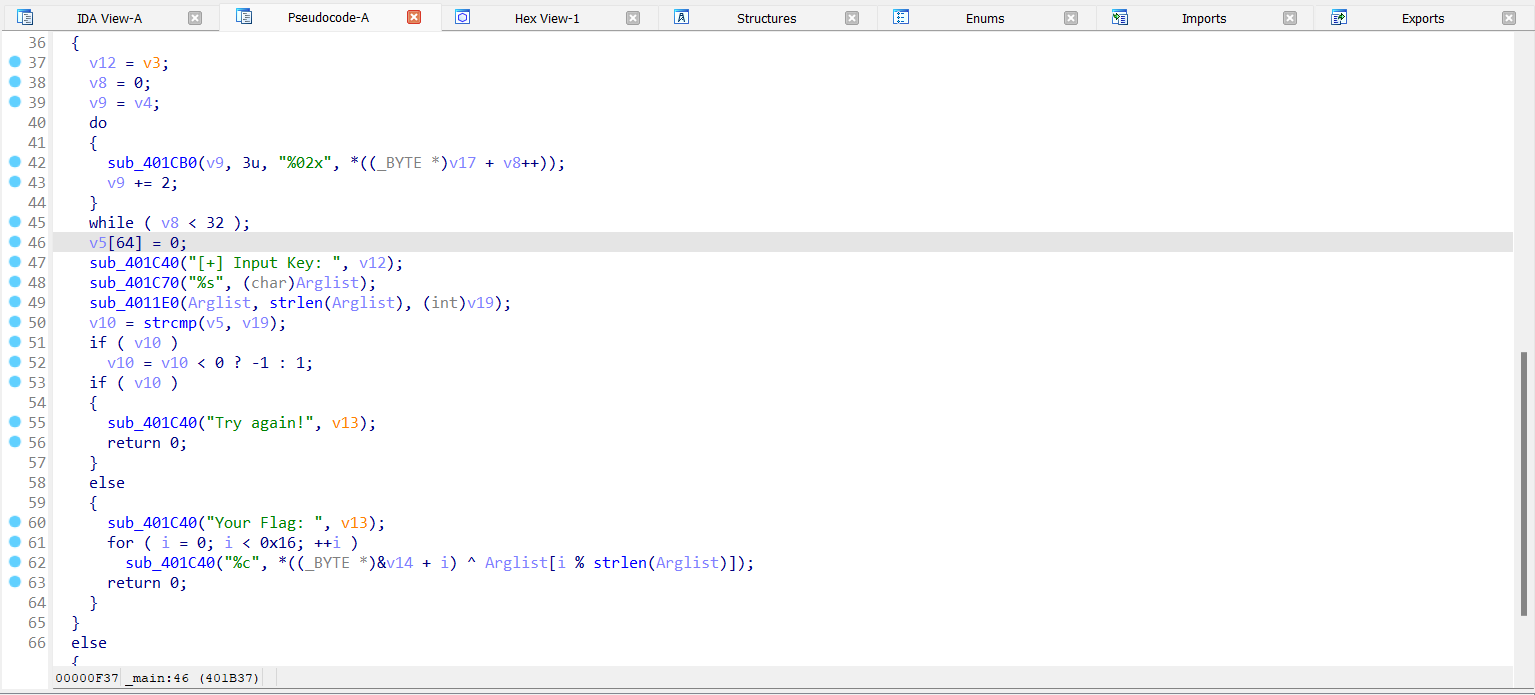 IDA View-A Pseudocode-A Hex View-1 Structures Enums Imports Exports
36 {
37 v12 = v3;
38 v8 = 0;
39 v9 = v4;
40 do
41 {
42 sub_401CB0(v9, 3u, "%02x", *((_BYTE *)v17 + v8++));
43 v9 += 2;
44 }
45 while ( v8 < 32 );
46 v5[64] = 0;
47 sub_401C40("[+] Input Key: ", v12);
48 sub_401C70("%s", (char)Arglist);
49 sub_4011E0(Arglist, strlen(Arglist), (int)v19);
50 v10 = strcmp(v5, v19);
51 if ( v10 )
52 v10 = v10 < 0 ? -1 : 1;
53 if ( v10 )
54 {
55 sub_401C40("Try again!", v13);
56 return 0;
57 }
58 else
59 {
60 sub_401C40("Your Flag: ", v13);
61 for ( i = 0; i < 0x16; ++i )
62 sub_401C40("%c", *((_BYTE *)&v14 + i) ^ Arglist[i % strlen(Arglist)]);
63 return 0;
64 }
65 }
66 else
{
00000F37 _main:46 (401B37)